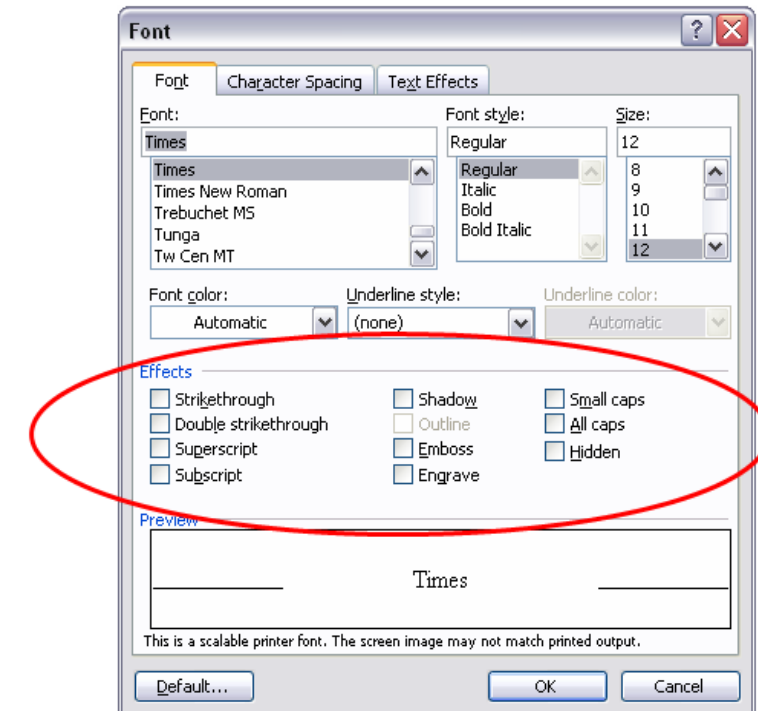 Font
Font Character Spacing Text Effects
Font: Font style: Size:
Times Regular 12
Times Regular 8
Times New Roman Italic 9
Trebuchet MS Bold 10
Tunga Bold Italic 11
Tw Cen MT 12
Font color: Underline style: Underline color:
Automatic (none) Automatic
Effects
Strikethrough Shadow Small caps
Double strikethrough Outline All caps
Superscript Emboss Hidden
Subscript Engrave
Preview
Times
This is a scalable printer font. The screen image may not match printed output.
Default... OK Cancel